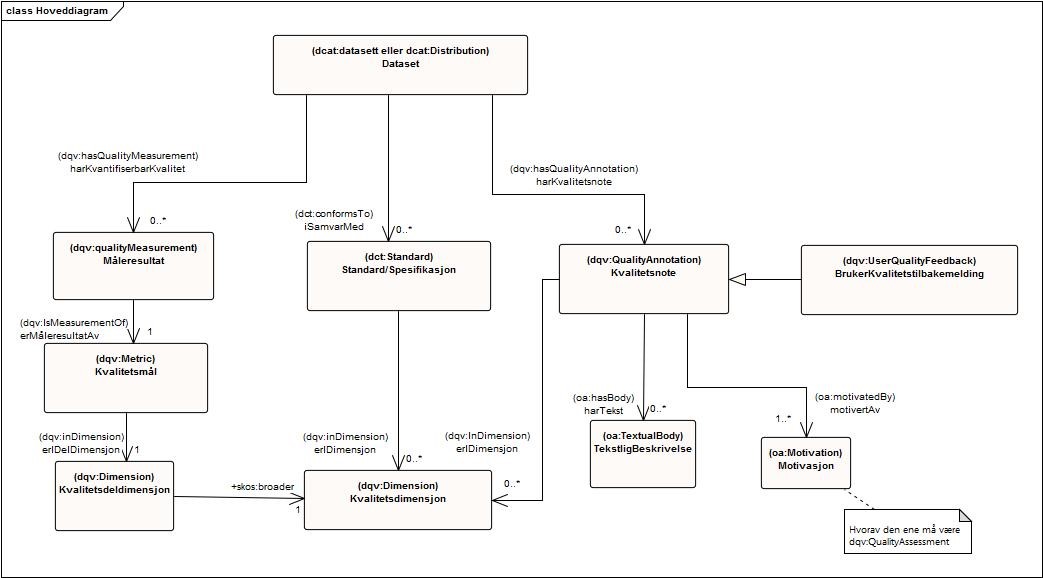 class Hoveddiagram
(dcat:datasett eller dcat:Distribution)
Dataset
(dqv:hasQualityMeasurement)
harKvantifiserbarKvalitet
(dqv:hasQualityAnnotation)
harKvalitetsnote
(dct:conformsTo)
iSamvarMed
0..*
0..*
0..*
(dqv:qualityMeasurement)
Måleresultat
(dct:Standard)
Standard/Spesifikasjon
(dqv:QualityAnnotation)
Kvalitetsnote
(dqv:UserQualityFeedback)
BrukerKvalitetstilbakemelding
(dqv:IsMeasurementOf)
erMåleresultatAv
1
(dqv:Metric)
Kvalitetsmål
(oa:hasBody)
harTekst
0..*
(oa:motivatedBy)
motivertAv
1..*
(dqv:inDimension)
erIDelDimensjon
1
(dqv:inDimension)
erIDimensjon
0..*
(dqv:InDimension)
erIDimensjon
0..*
(oa:TextualBody)
TekstligBeskrivelse
(oa:Motivation)
Motivasjon
(dqv:Dimension)
Kvalitetsdeldimensjon
+skos:broader
1
(dqv:Dimension)
Kvalitetsdimensjon
Hvorav den ene må være
dqv:QualityAssessment